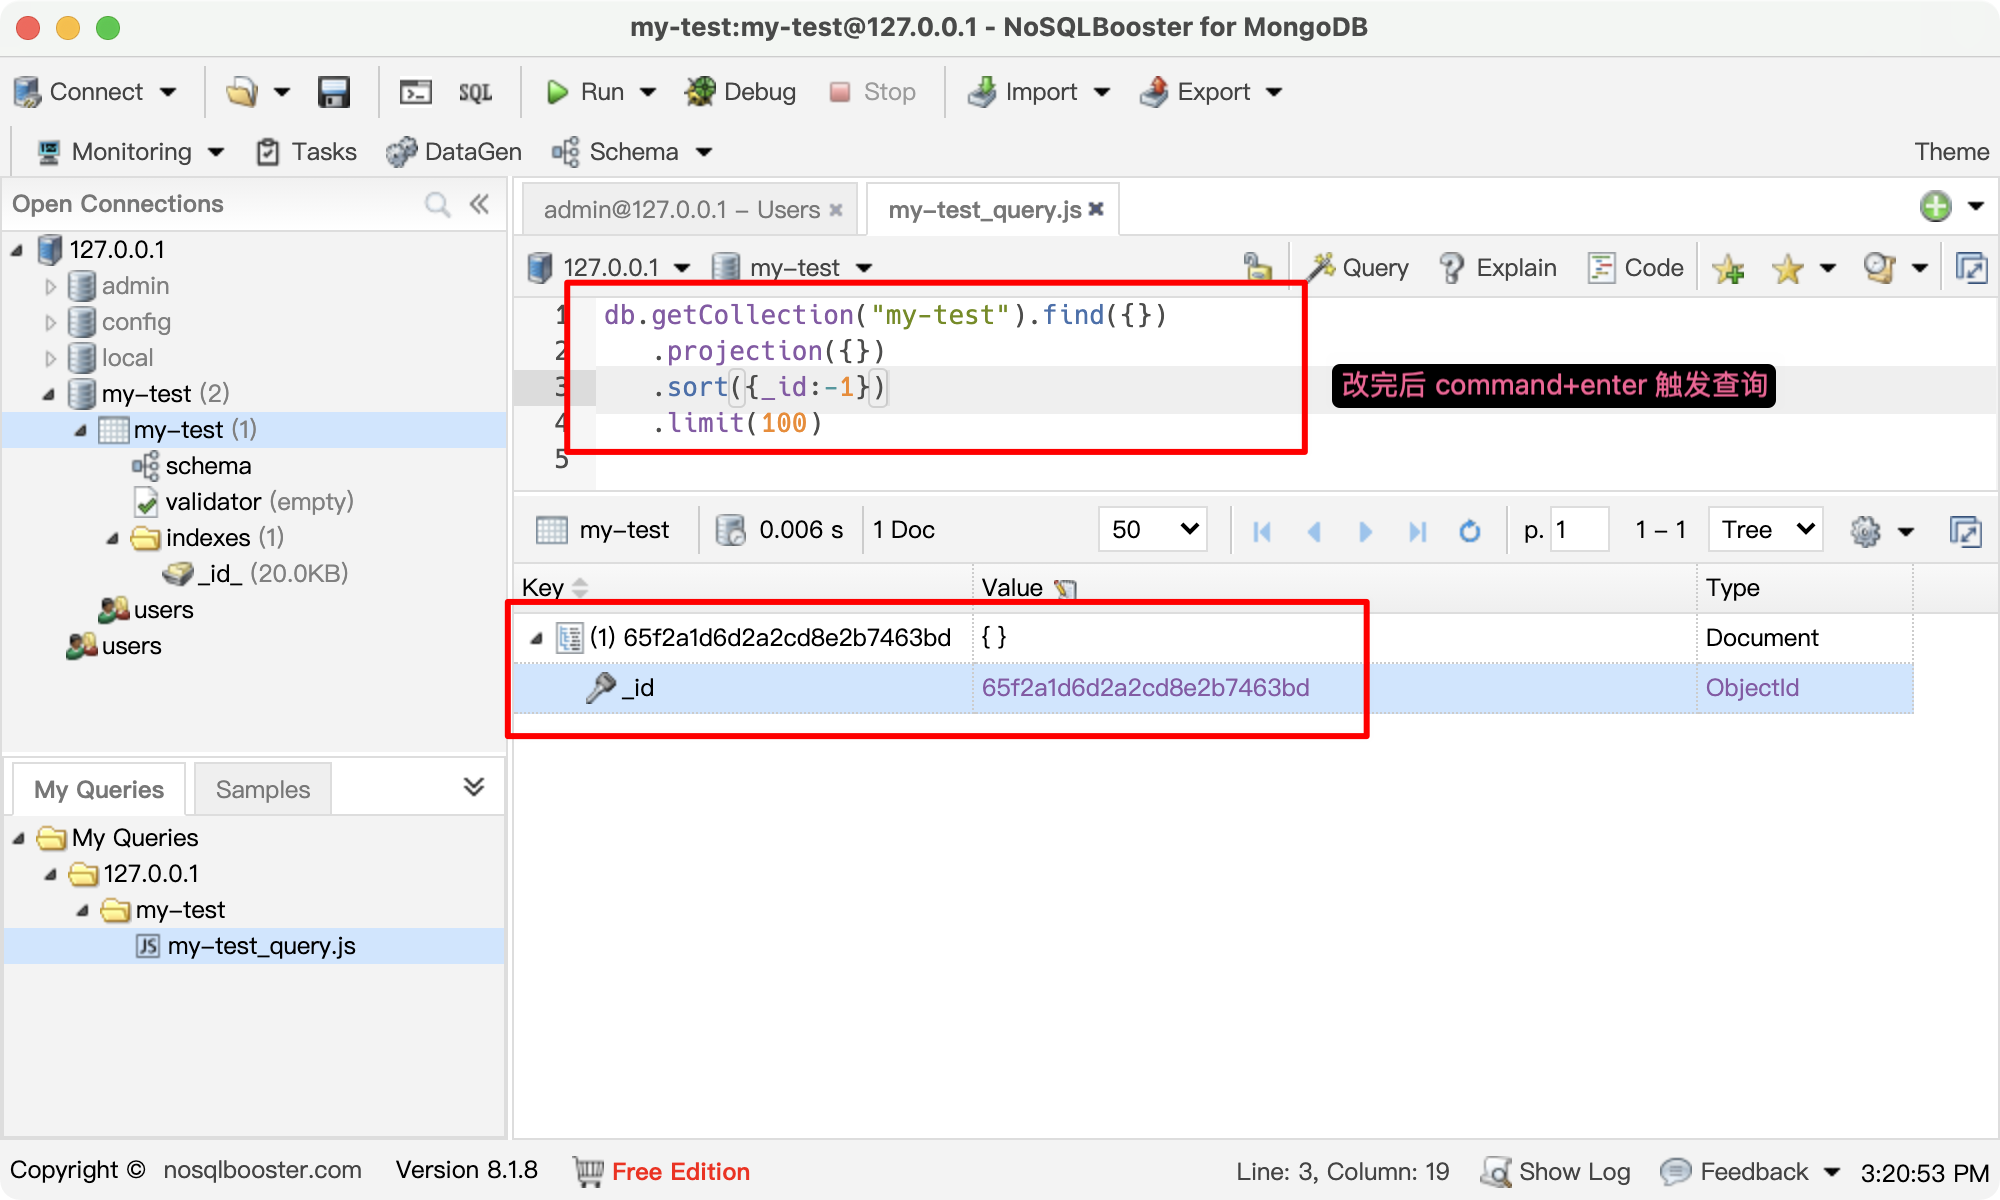 my-test:my-test@127.0.0.1 - NoSQLBooster for MongoDB
Connect SQL Run Debug Stop Import Export
Monitoring Tasks DataGen Schema Theme
Open Connections
127.0.0.1
admin
config
local
my-test (2)
my-test (1)
schema
validator (empty)
indexes (1)
_id_ (20.0KB)
users
users
My Queries Samples
My Queries
127.0.0.1
my-test
JS my-test_query.js
admin@127.0.0.1 – Users my-test_query.js
127.0.0.1 my-test Query Explain Code
1 db.getCollection("my-test").find({})
2 .projection({})
3 .sort({_id:-1})
4 .limit(100)
5
改完后 command+enter 触发查询
my-test 0.006 s 1 Doc 50 p. 1 1 – 1 Tree
Key Value Type
(1) 65f2a1d6d2a2cd8e2b7463bd { } Document
_id 65f2a1d6d2a2cd8e2b7463bd ObjectId
Copyright © nosqlbooster.com Version 8.1.8 Free Edition Line: 3, Column: 19 Show Log Feedback 3:20:53 PM